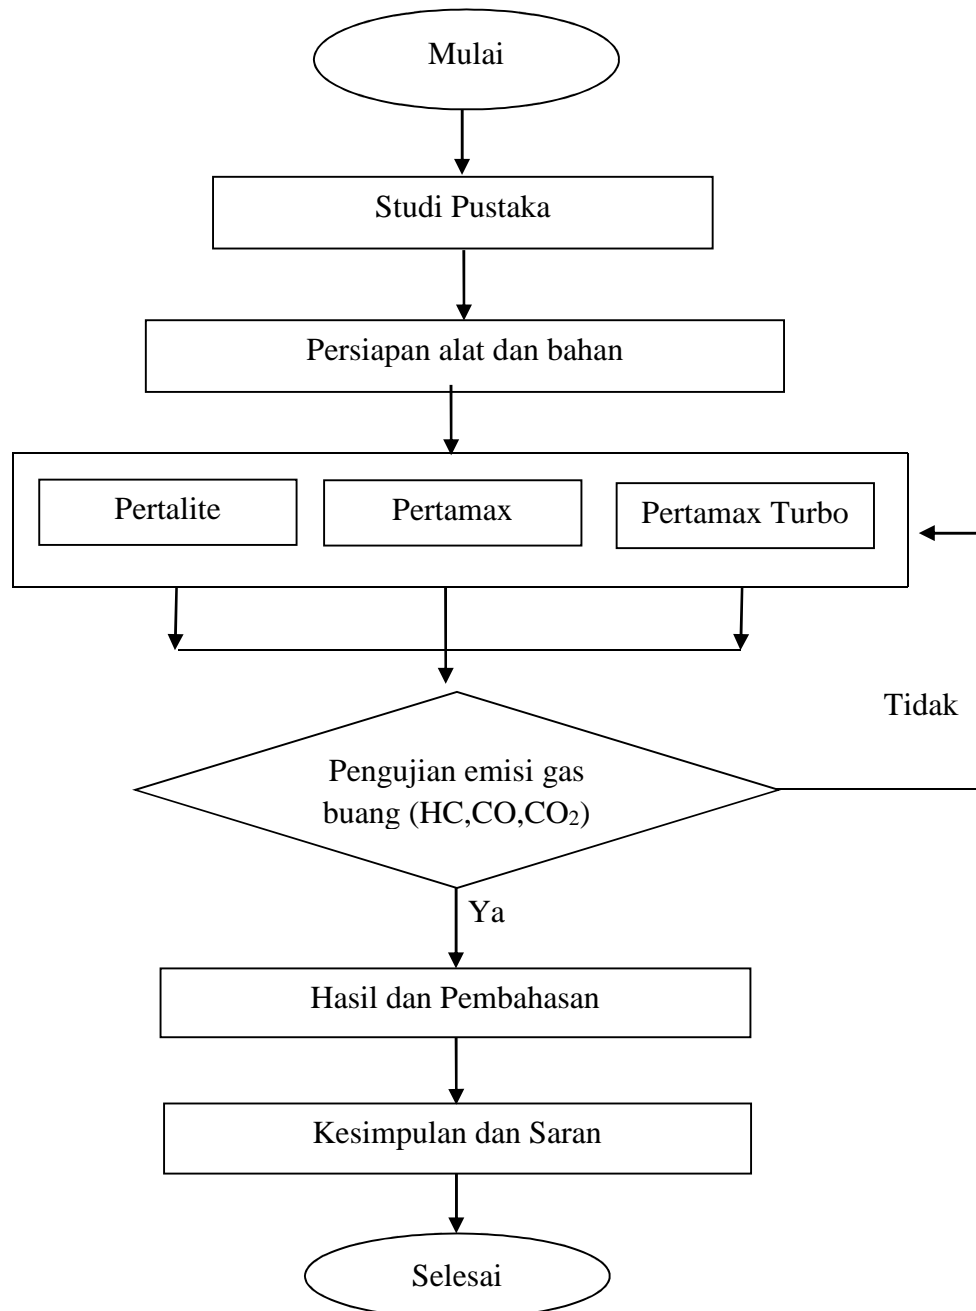 Mulai
Studi Pustaka
Persiapan alat dan bahan
Pertalite
Pertamax
Pertamax Turbo
Tidak
Pengujian emisi gas
buang (HC,CO,CO₂)
Ya
Hasil dan Pembahasan
Kesimpulan dan Saran
Selesai